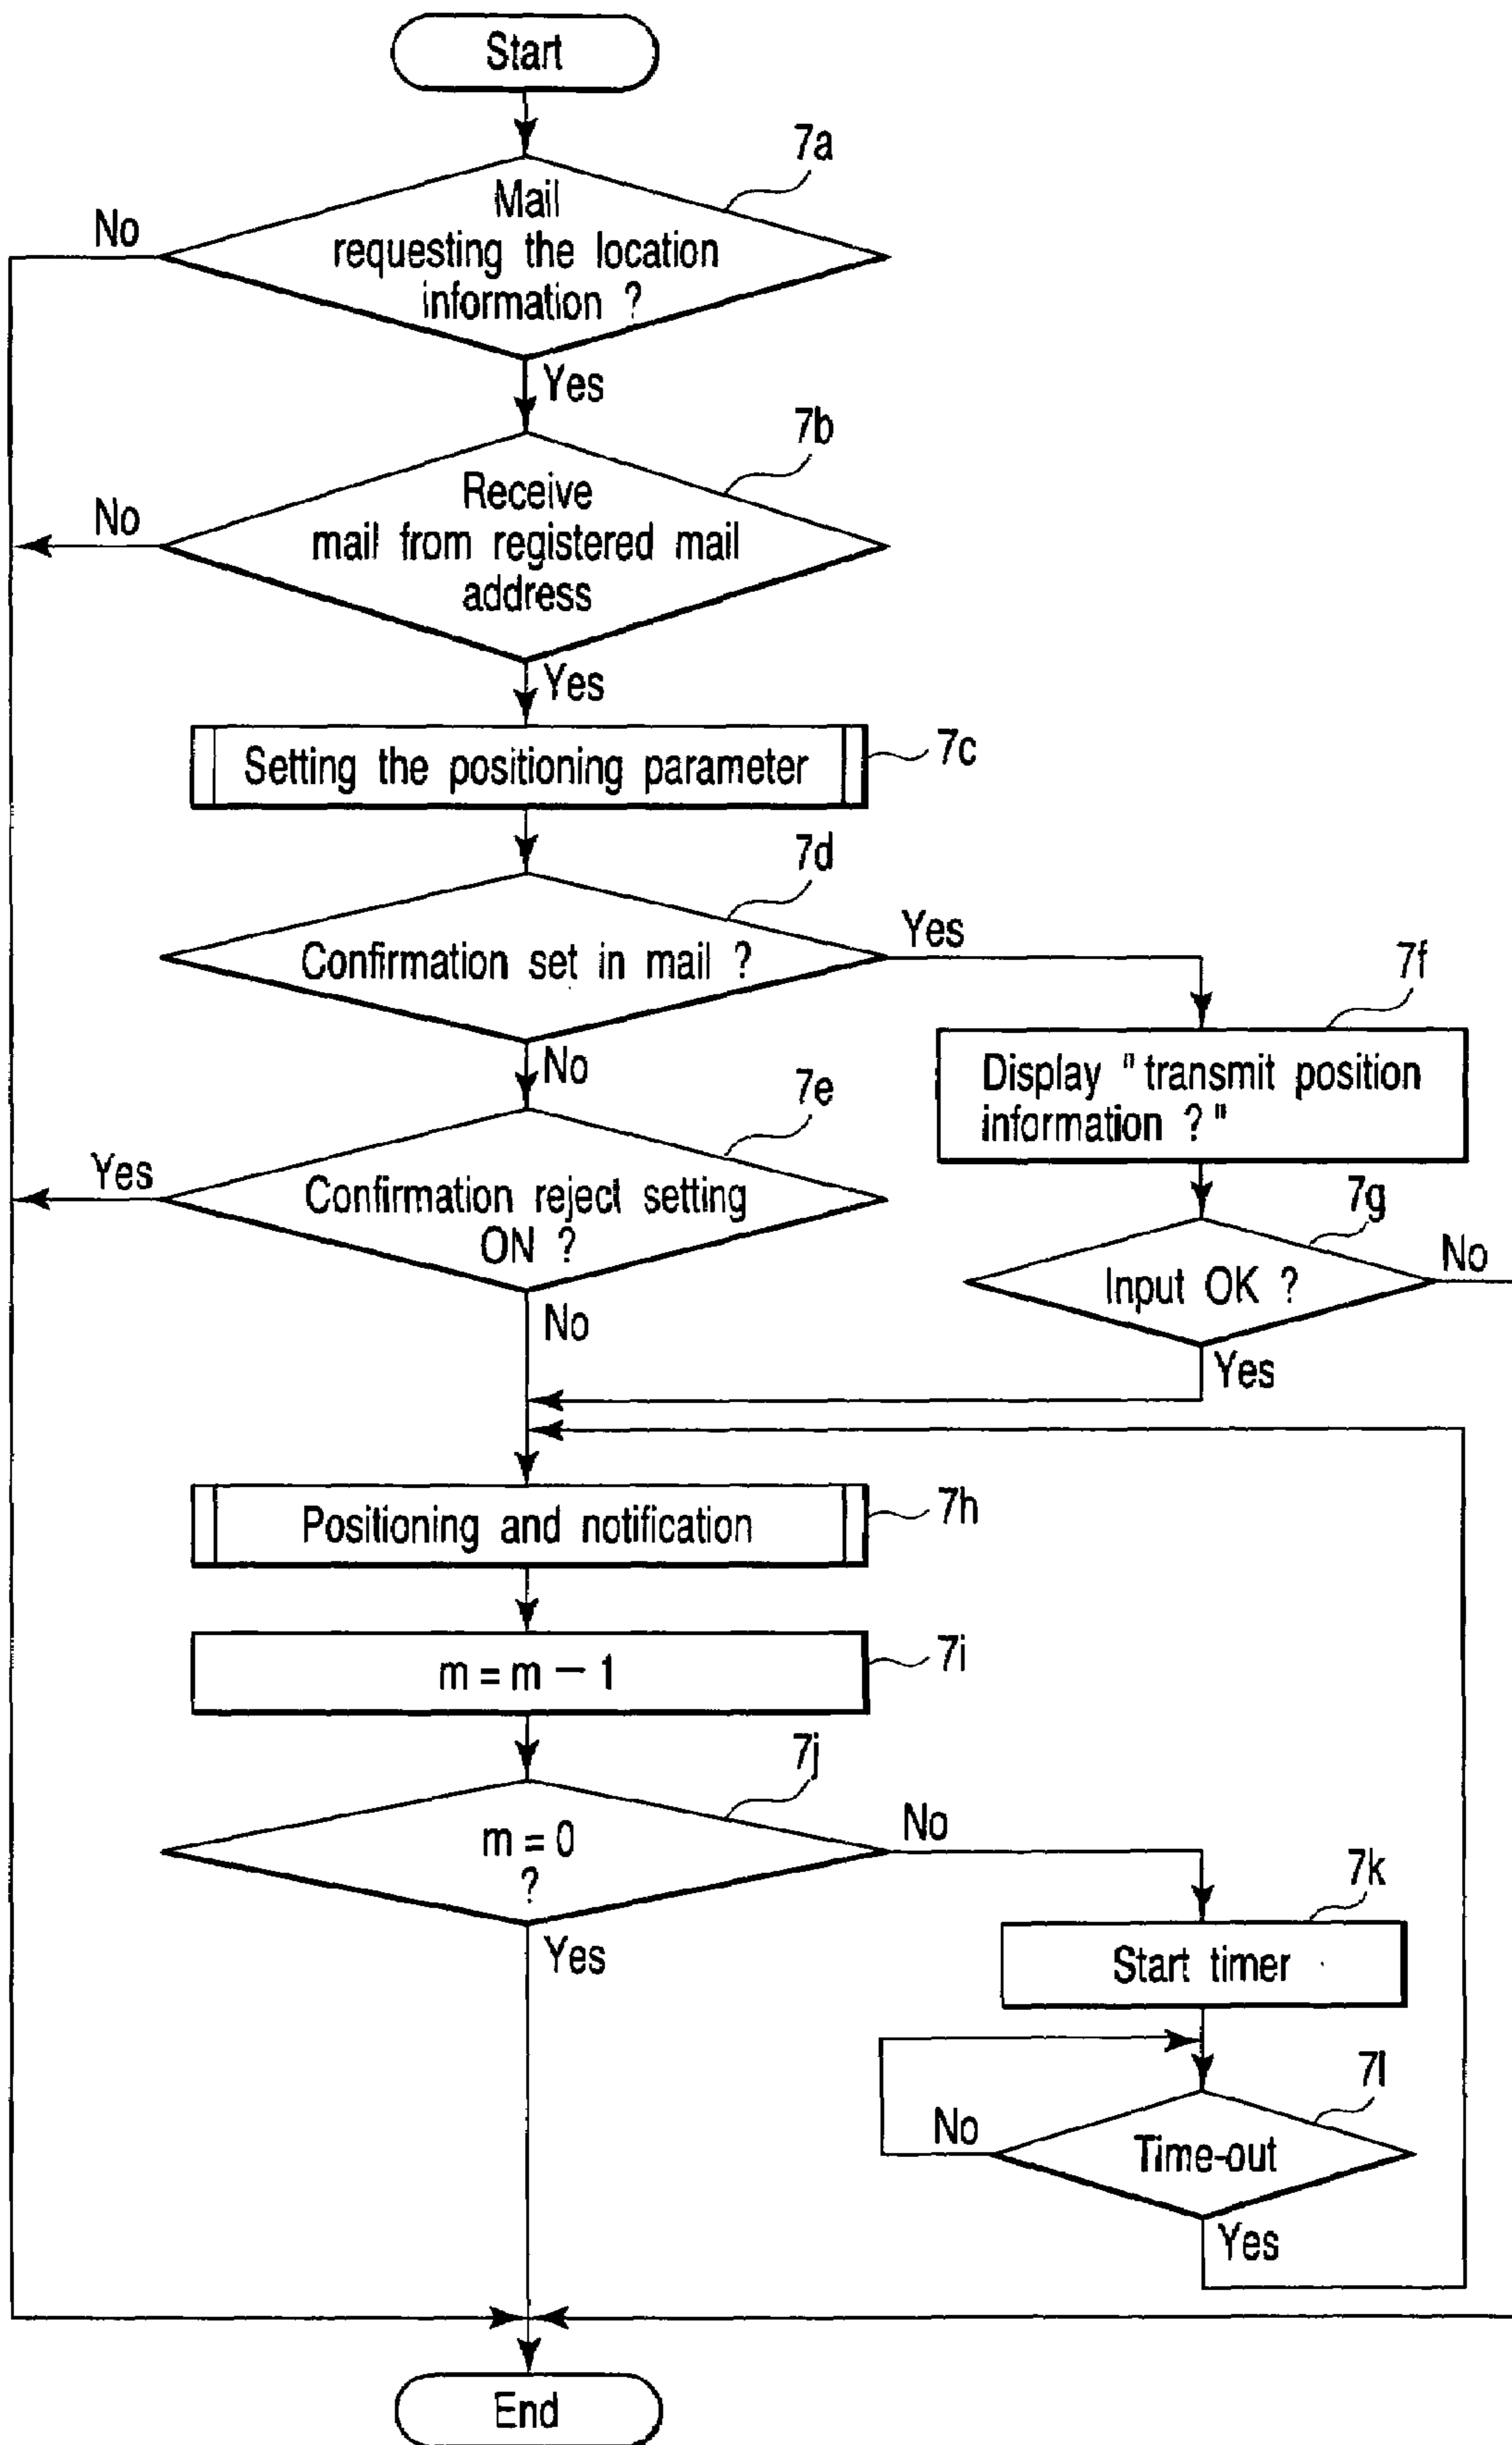 Start
7a
Mail
requesting the location
information ?
No
Yes
7b
Receive
mail from registered mail
address
No
Yes
Setting the positioning parameter
7c
7d
Confirmation set in mail ?
Yes
No
7f
Display "transmit position
information ?"
7e
Confirmation reject setting
ON ?
Yes
No
7g
Input OK ?
No
Yes
Positioning and notification
7h
m = m − 1
7i
7j
m = 0
?
No
Yes
7k
Start timer
7l
Time-out
No
Yes
End